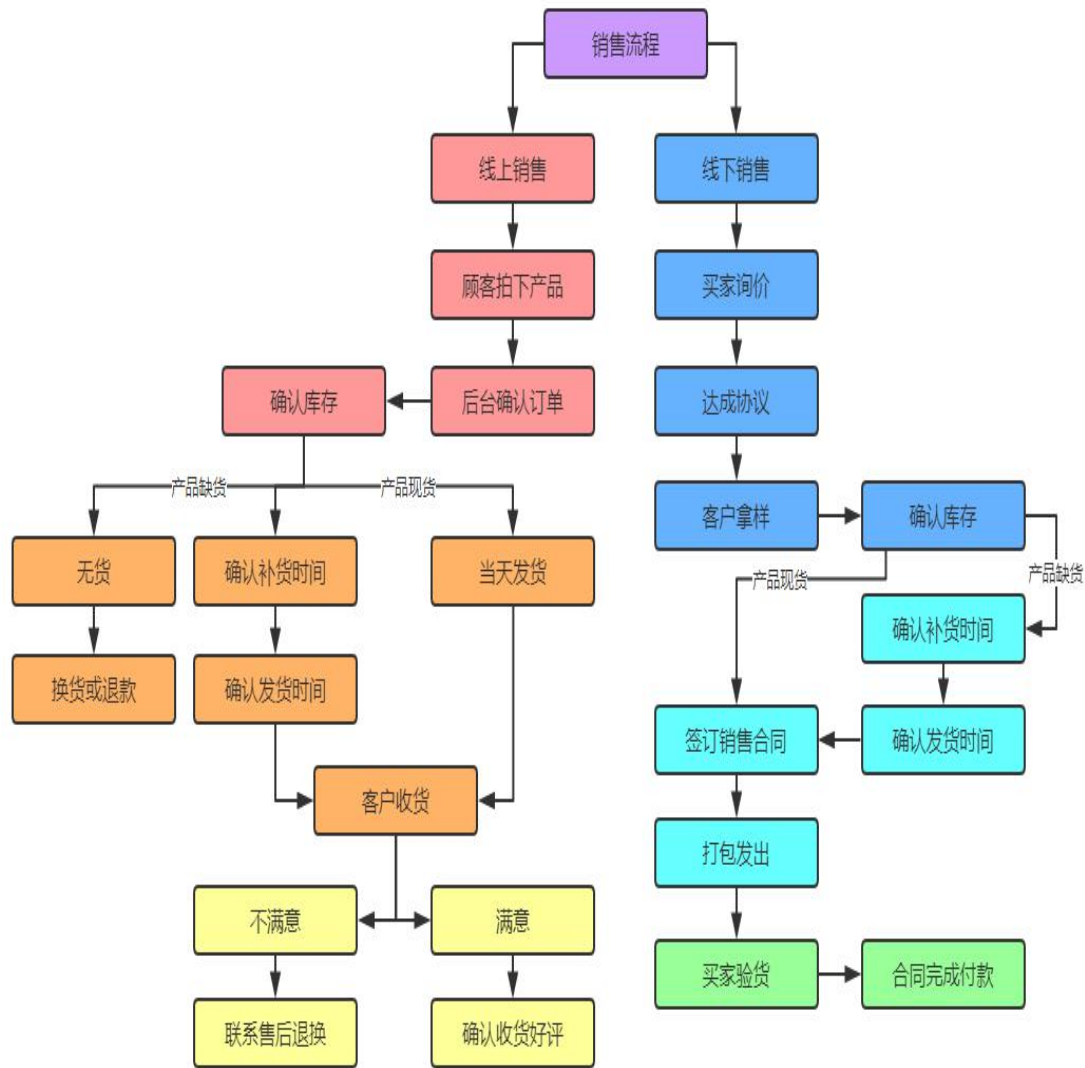 销售流程
线上销售
线下销售
顾客拍下产品
买家询价
确认库存
后台确认订单
达成协议
产品缺货
产品现货
客户拿样
确认库存
无货
确认补货时间
当天发货
产品现货
产品缺货
确认补货时间
换货或退款
确认发货时间
签订销售合同
确认发货时间
客户收货
打包发出
不满意
满意
买家验货
合同完成付款
联系售后退换
确认收货好评